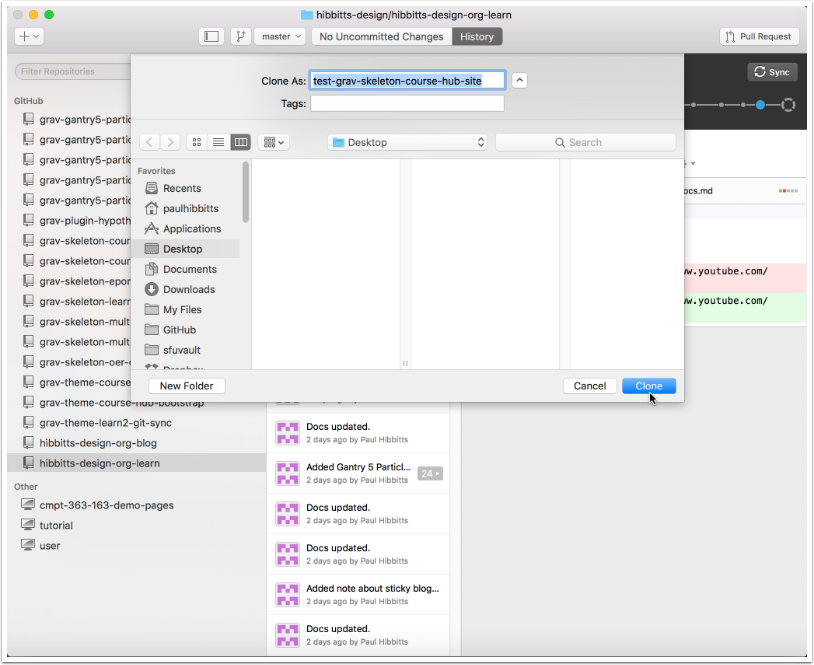 hibbitts-design/hibbitts-design-org-learn
master
No Uncommitted Changes
History
Pull Request
Filter Repositories
Sync
Clone As: test-grav-skeleton-course-hub-site
Tags:
Desktop
Search
GitHub
grav-gantry5-partic
grav-gantry5-partic
grav-gantry5-partic
grav-gantry5-partic
grav-gantry5-partic
grav-plugin-hypoth
grav-skeleton-cour
grav-skeleton-cour
grav-skeleton-epor
grav-skeleton-learn
grav-skeleton-mult
grav-skeleton-mult
grav-skeleton-oer-
grav-theme-course
grav-theme-course-hub-bootstrap
grav-theme-learn2-git-sync
hibbitts-design-org-blog
hibbitts-design-org-learn
Other
cmpt-363-163-demo-pages
tutorial
user
Favorites
Recents
paulhibbitts
Applications
Desktop
Documents
Downloads
My Files
GitHub
sfuvault
Dropbox
New Folder
Cancel
Clone
ocs.md
ww.youtube.com/
ww.youtube.com/
Docs updated.
2 days ago by Paul Hibbitts
Added Gantry 5 Particl...
2 days ago by Paul Hibbitts
24
Docs updated.
2 days ago by Paul Hibbitts
Docs updated.
2 days ago by Paul Hibbitts
Added note about sticky blog...
2 days ago by Paul Hibbitts
Docs updated.
2 days ago by Paul Hibbitts